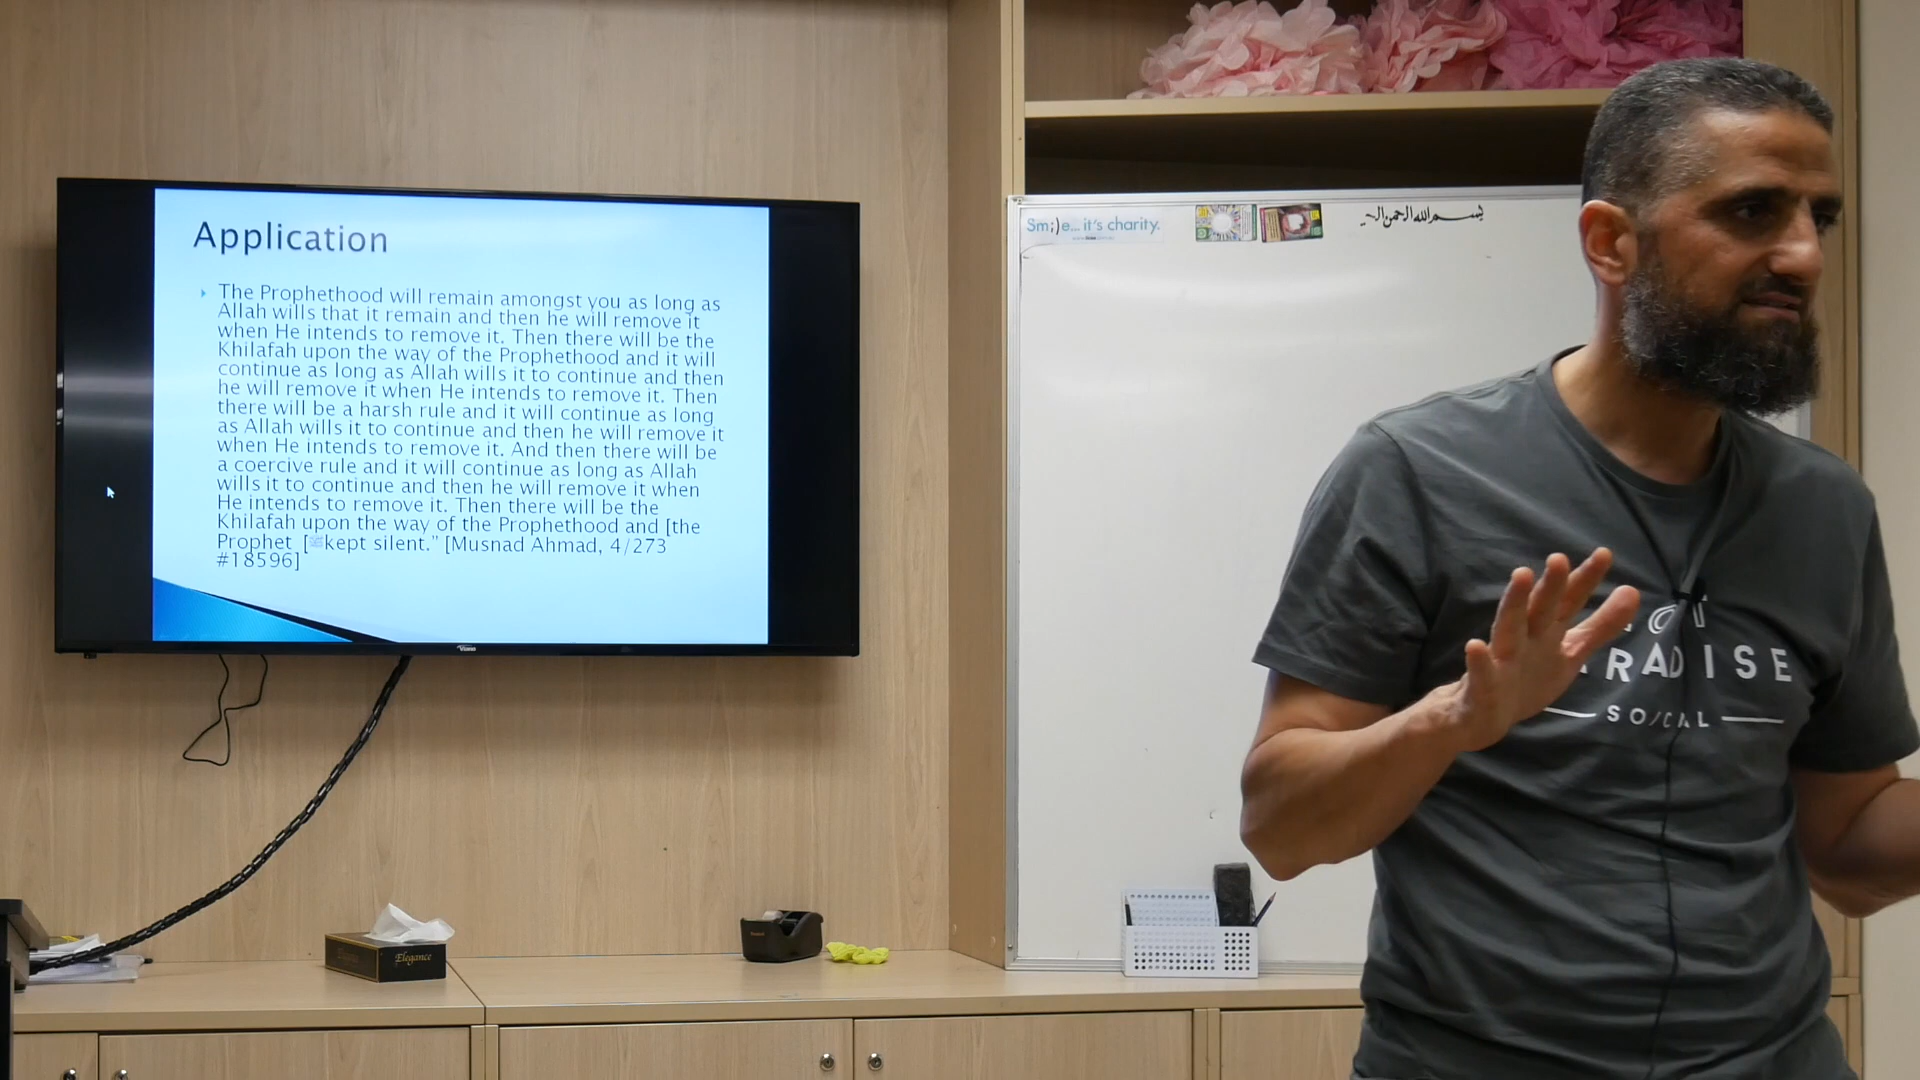 Application
The Prophethood will remain amongst you as long as
Allah wills that it remain and then he will remove it
when He intends to remove it. Then there will be the
Khilafah upon the way of the Prophethood and it will
continue as long as Allah wills it to continue and then
he will remove it when He intends to remove it. Then
there will be a harsh rule and it will continue as long
as Allah wills it to continue and then he will remove it
when He intends to remove it. And then there will be
a coercive rule and it will continue as long as Allah
wills it to continue and then he will remove it when
He intends to remove it. Then there will be the
Khilafah upon the way of the Prophethood and [the
Prophet [ﷺkept silent.” [Musnad Ahmad, 4/273
#18596]
Viano
Sm;)e... it's charity.
بسم الله الرحمن الرحيم
RADISE
SOCIAL
Elegance